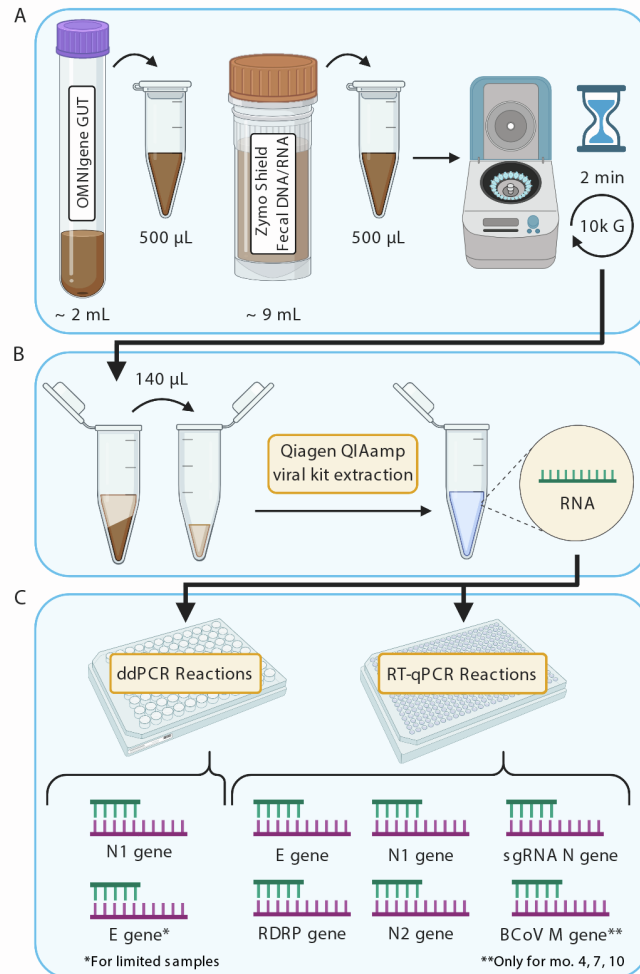 A
OMNIgene GUT
500 µL
Zymo Shield
Fecal DNA/RNA
500 µL
2 min
10k G
~ 2 mL
~ 9 mL
B
140 µL
Qiagen QIAamp
viral kit extraction
RNA
C
ddPCR Reactions
RT-qPCR Reactions
N1 gene
E gene
N1 gene
sgRNA N gene
E gene*
RDRP gene
N2 gene
BCoV M gene**
*For limited samples
**Only for mo. 4, 7, 10